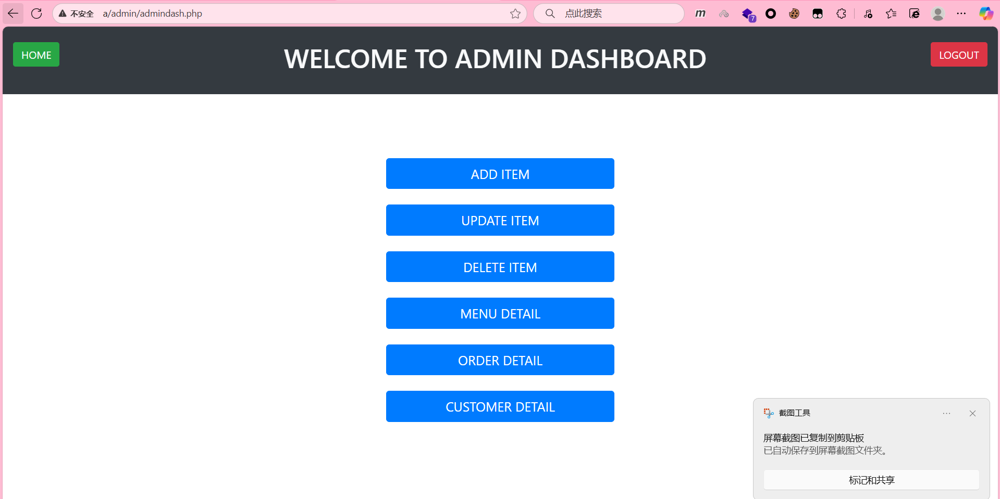 不安全 a/admin/admindash.php
点此搜索
m
7
HOME
WELCOME TO ADMIN DASHBOARD
LOGOUT
ADD ITEM
UPDATE ITEM
DELETE ITEM
MENU DETAIL
ORDER DETAIL
CUSTOMER DETAIL
截图工具
屏幕截图已复制到剪贴板
已自动保存到屏幕截图文件夹。
标记和共享